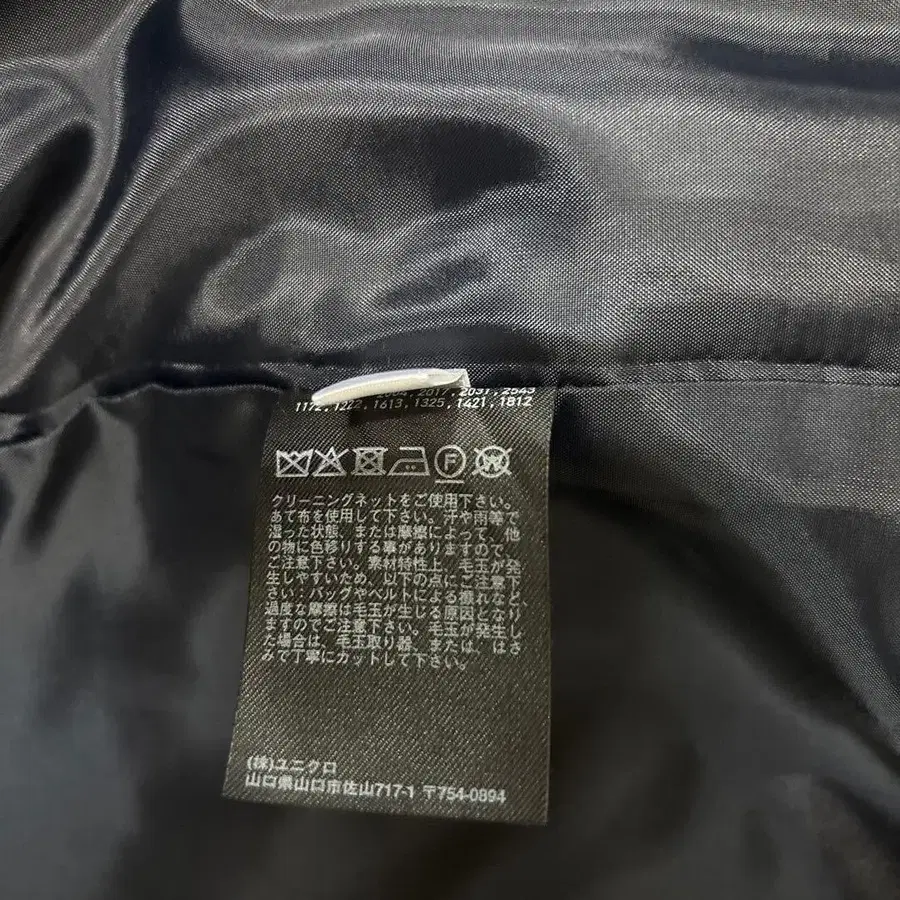 2017, 2031, 2543
1172, 1222, 1613, 1325, 1421, 1812
F W
クリーニングネットをご使用下さい。
あて布を使用して下さい。汗や雨等で
湿った状態、または摩擦によって、他
の物に色移りする事がありますので、
ご注意下さい。素材特性上、毛玉が発
生しやすいため、以下の点にご注意下
さい:バッグやベルトによる擦れなど、
過度な摩擦は毛玉が生じる原因となり
ますのでご注意下さい。毛玉が発生し
た場合は、毛玉取り器、または、はさ
みで丁寧にカットして下さい。
(株)ユニクロ
山口県山口市佐山717-1 〒754-0894